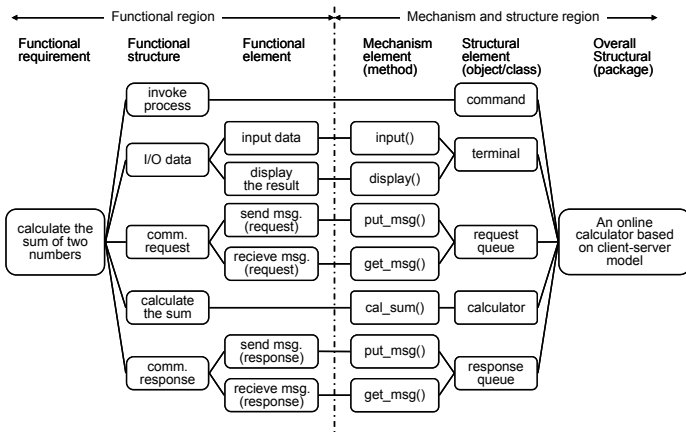 Functional region
Mechanism and structure region
Functional
requirement
Functional
structure
Functional
element
Mechanism
element
(method)
Structural
element
(object/class)
Overall
Structural
(package)
invoke
process
command
I/O data
input data
input()
terminal
display
the result
display()
calculate the
sum of two
numbers
comm.
request
send msg.
(request)
put_msg()
request
queue
recieve msg.
(request)
get_msg()
An online
calculator based
on client-server
model
calculate
the sum
cal_sum()
calculator
comm.
response
send msg.
(response)
put_msg()
response
queue
recieve msg.
(response)
get_msg()